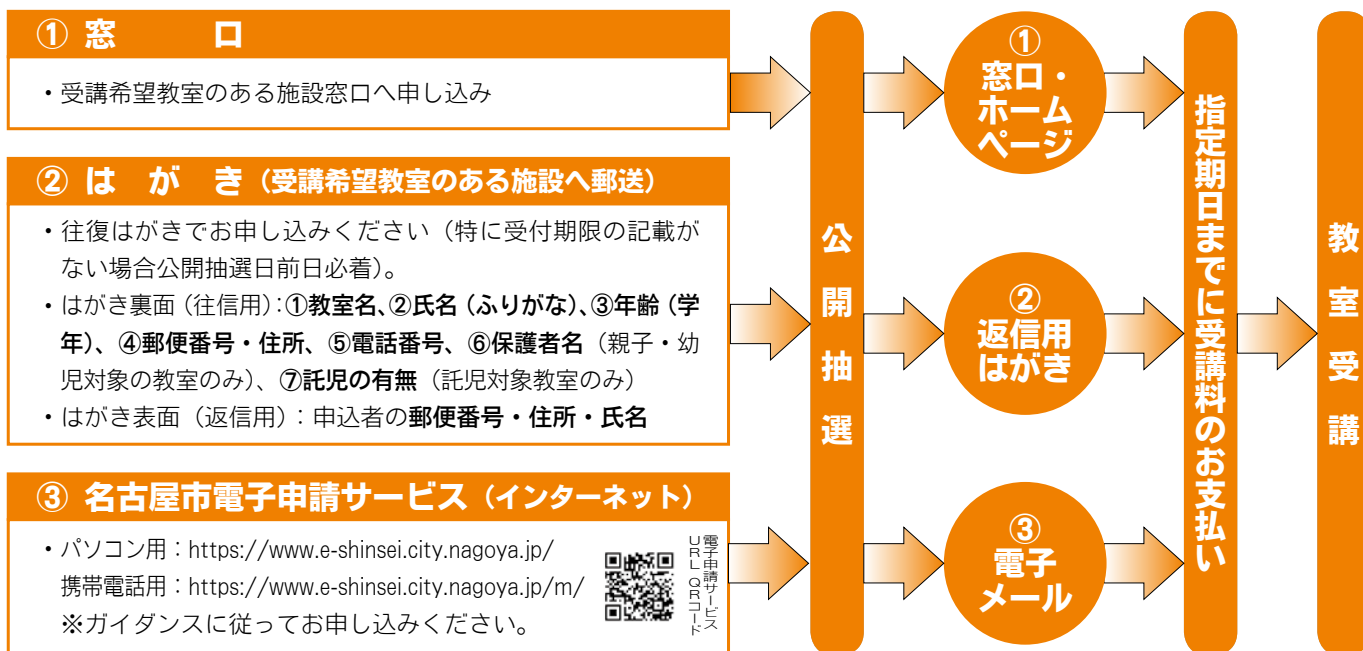 ① 窓　口
・受講希望教室のある施設窓口へ申し込み
② は が き（受講希望教室のある施設へ郵送）
・往復はがきでお申し込みください（特に受付期限の記載が
ない場合公開抽選日前日必着）。
・はがき裏面（往信用）：①教室名、②氏名（ふりがな）、③年齢（学
年）、④郵便番号・住所、⑤電話番号、⑥保護者名（親子・幼
児対象の教室のみ）、⑦託児の有無（託児対象教室のみ）
・はがき表面（返信用）：申込者の郵便番号・住所・氏名
③ 名古屋市電子申請サービス（インターネット）
・パソコン用：https://www.e-shinsei.city.nagoya.jp/
携帯電話用：https://www.e-shinsei.city.nagoya.jp/m/
※ガイダンスに従ってお申し込みください。
電子申請サービス
URL QRコード
公開抽選
①
窓口・
ホーム
ページ
②
返信用
はがき
③
電子
メール
指定期日までに受講料のお支払い
教室受講